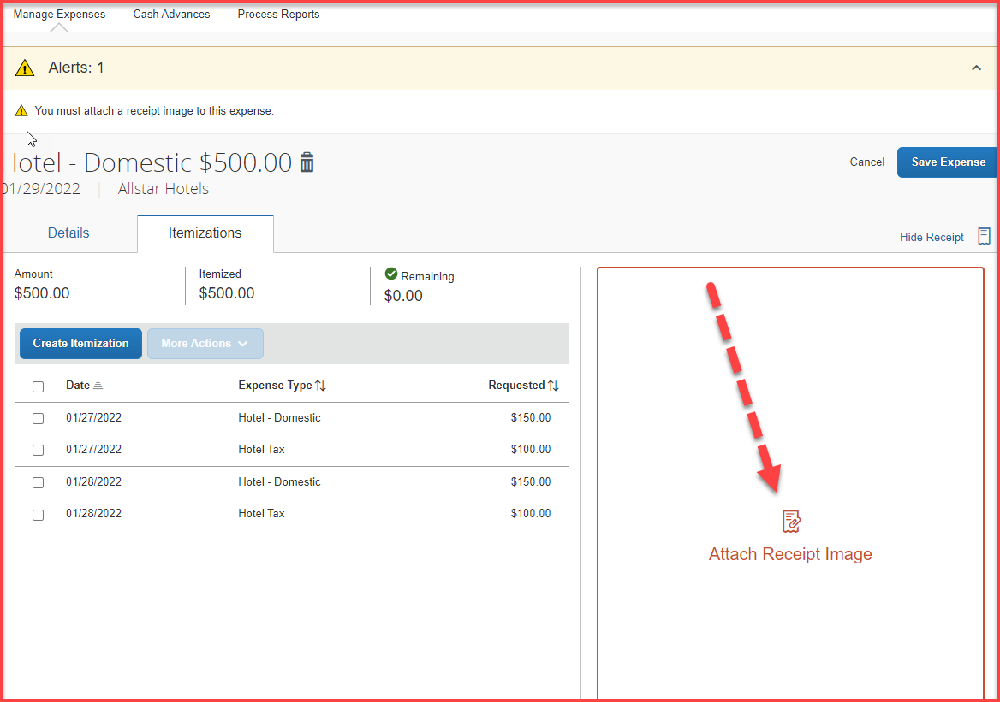 Manage Expenses Cash Advances Process Reports
Alerts: 1
You must attach a receipt image to this expense.
Hotel - Domestic $500.00
Cancel Save Expense
01/29/2022 Allstar Hotels
Details Itemizations
Hide Receipt
Amount Itemized Remaining
$500.00 $500.00 $0.00
Create Itemization More Actions
Date Expense Type Requested
01/27/2022 Hotel - Domestic $150.00
01/27/2022 Hotel Tax $100.00
01/28/2022 Hotel - Domestic $150.00
01/28/2022 Hotel Tax $100.00
Attach Receipt Image